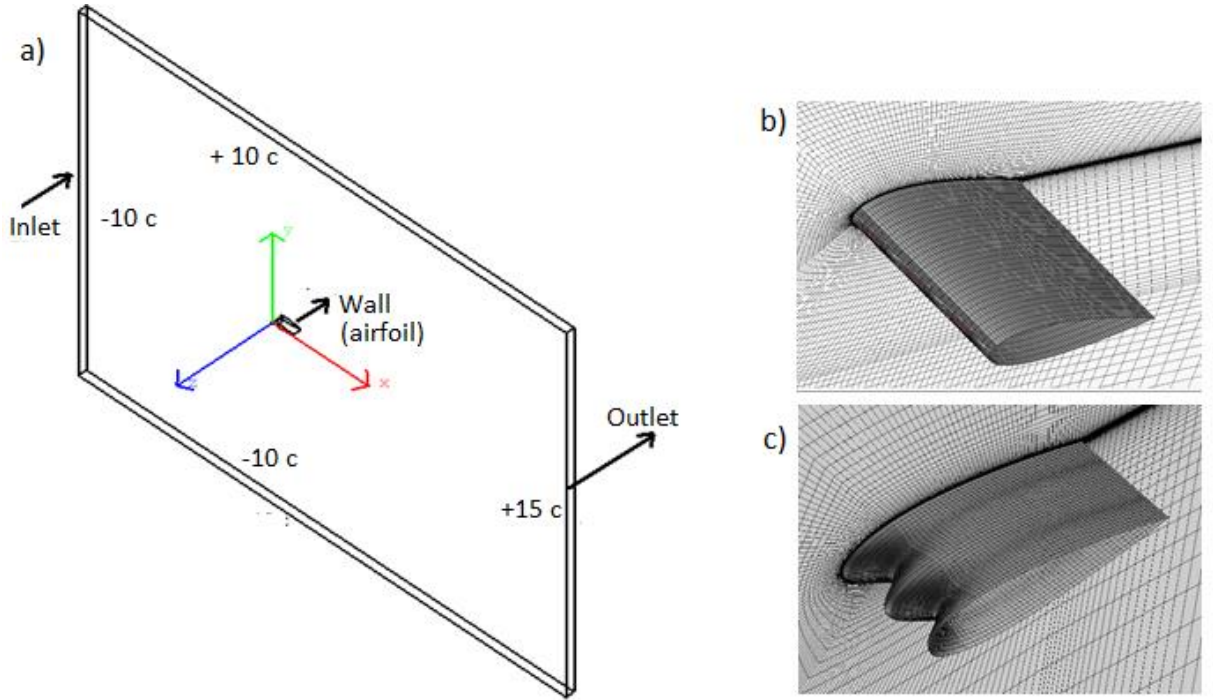 a)
+ 10 c
Inlet
-10 c
y
Wall
(airfoil)
z
x
Outlet
-10 c
+15 c
b)
c)